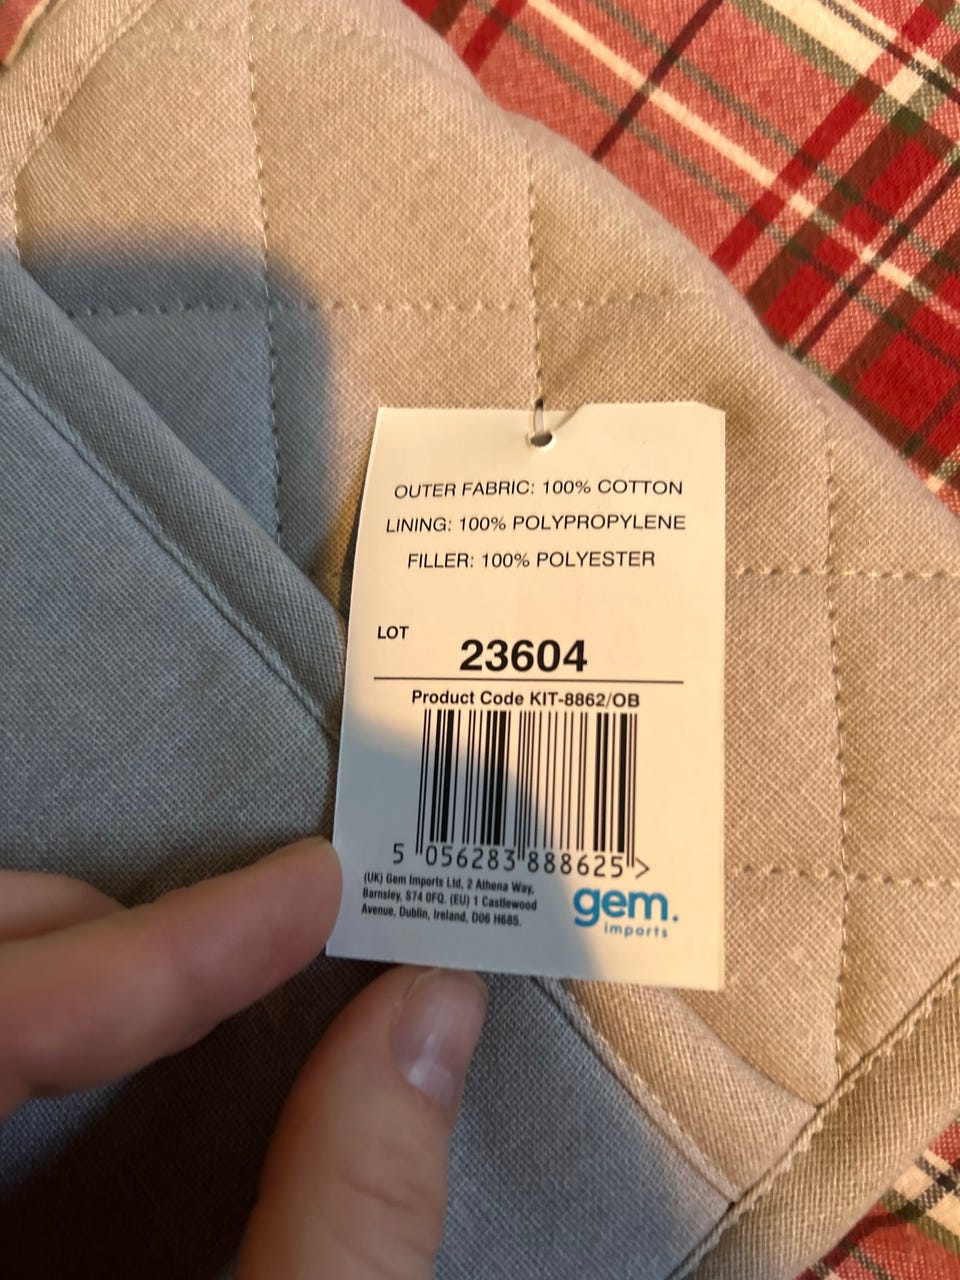 OUTER FABRIC: 100% COTTON
LINING: 100% POLYPROPYLENE
FILLER: 100% POLYESTER
LOT
23604
Product Code KIT-8862/OB
5 056283 888625 >
(UK) Gem Imports Ltd, 2 Athena Way,
Barnsley, S74 0FQ. (EU) 1 Castlewood
Avenue, Dublin, Ireland, D06 H685.
gem.
imports